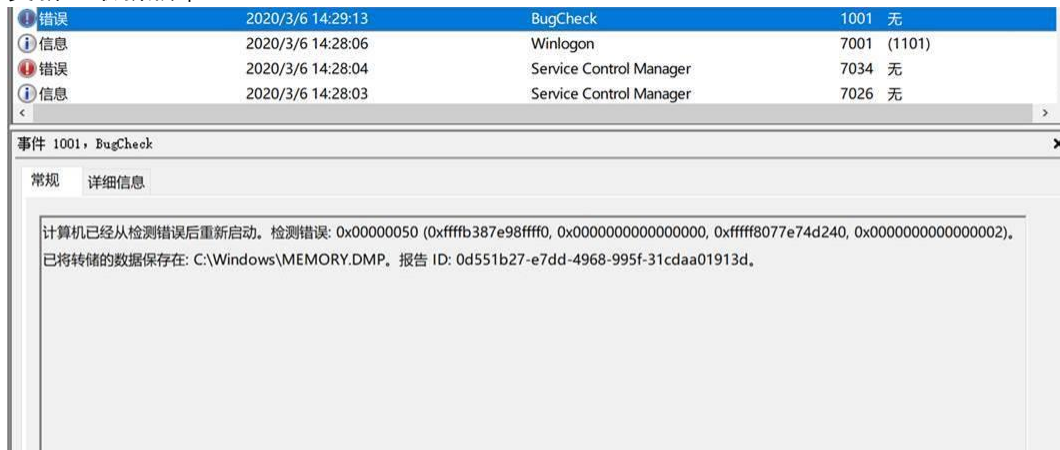 错误 2020/3/6 14:29:13 BugCheck 1001 无
信息 2020/3/6 14:28:06 Winlogon 7001 (1101)
错误 2020/3/6 14:28:04 Service Control Manager 7034 无
信息 2020/3/6 14:28:03 Service Control Manager 7026 无
事件 1001，BugCheck
常规 详细信息
计算机已经从检测错误后重新启动。检测错误: 0x00000050 (0xffffb387e98ffff0, 0x0000000000000000, 0xfffff8077e74d240, 0x0000000000000002)。
已将转储的数据保存在: C:\Windows\MEMORY.DMP。报告 ID: 0d551b27-e7dd-4968-995f-31cdaa01913d。